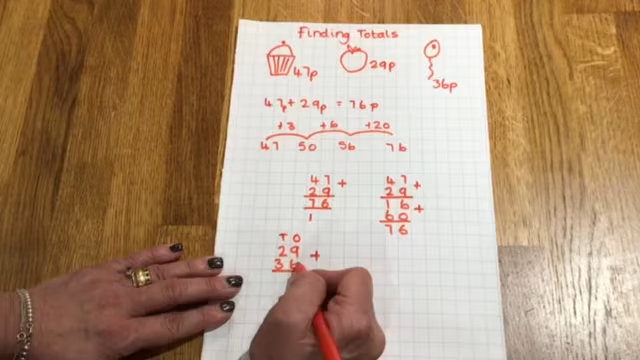 Finding Totals
47p 29p 36p
47p + 29p = 76p
+3 +6 +20
47 50 56 76
47 + 47 +
29 29
76 16 +
1 60
76
T O
29 +
36